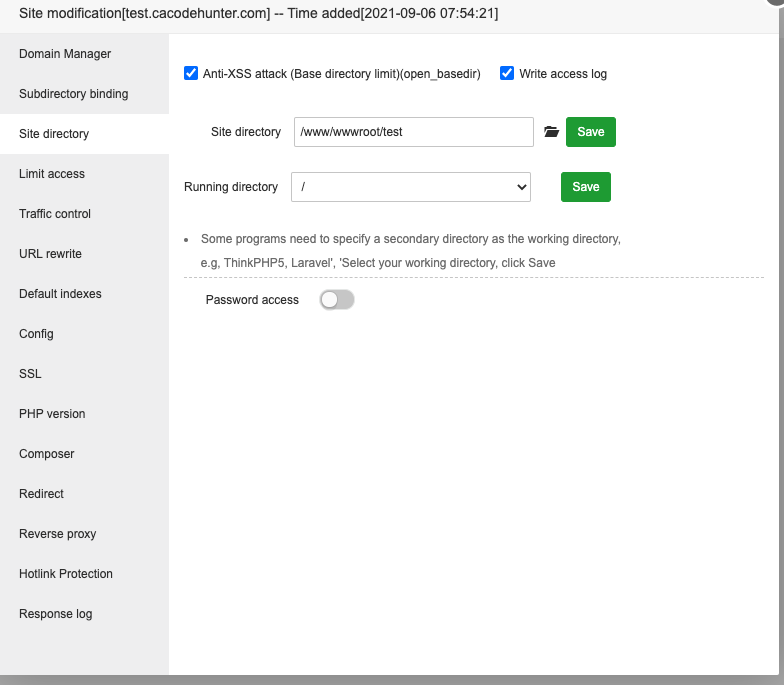 Site modification[test.cacodehunter.com] -- Time added[2021-09-06 07:54:21]
Domain Manager
Subdirectory binding
Site directory
Limit access
Traffic control
URL rewrite
Default indexes
Config
SSL
PHP version
Composer
Redirect
Reverse proxy
Hotlink Protection
Response log
Anti-XSS attack (Base directory limit)(open_basedir) Write access log
Site directory /www/wwwroot/test Save
Running directory / Save
Some programs need to specify a secondary directory as the working directory,
e.g, ThinkPHP5, Laravel', 'Select your working directory, click Save
Password access